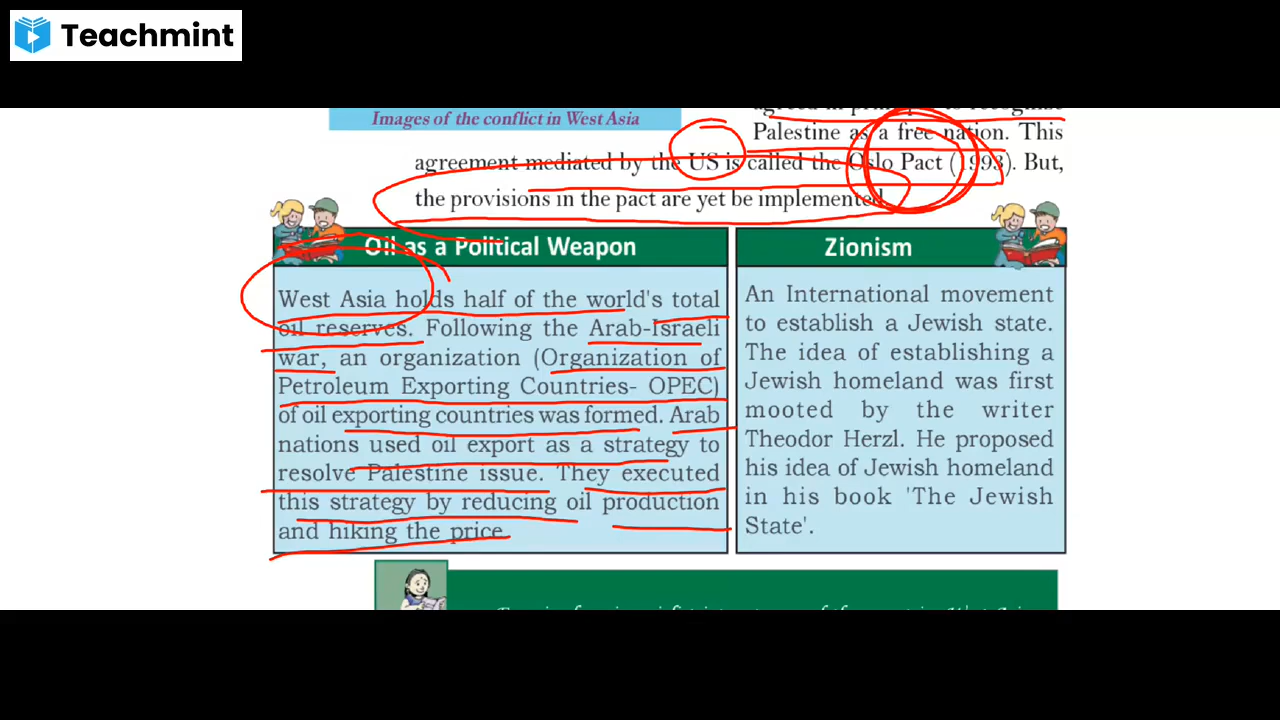 Teachmint
agreed in principle to recognise
Images of the conflict in West Asia
Palestine as a free nation. This
agreement mediated by the US is called the Oslo Pact (1993). But,
the provisions in the pact are yet be implemented.
Oil as a Political Weapon
West Asia holds half of the world's total
oil reserves. Following the Arab-Israeli
war, an organization (Organization of
Petroleum Exporting Countries- OPEC)
of oil exporting countries was formed. Arab
nations used oil export as a strategy to
resolve Palestine issue. They executed
this strategy by reducing oil production
and hiking the price.
Zionism
An International movement
to establish a Jewish state.
The idea of establishing a
Jewish homeland was first
mooted by the writer
Theodor Herzl. He proposed
his idea of Jewish homeland
in his book 'The Jewish
State'.